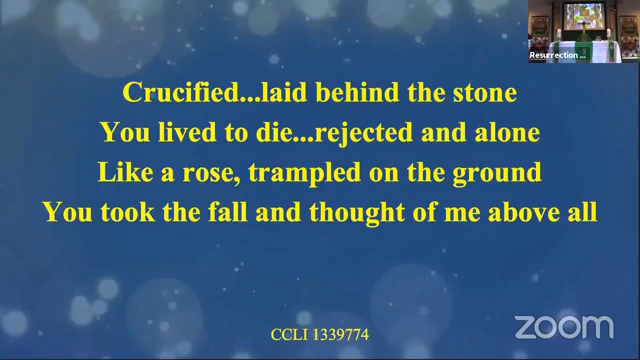 Resurrection ...
Crucified...laid behind the stone
You lived to die...rejected and alone
Like a rose, trampled on the ground
You took the fall and thought of me above all
CCLI 1339774
zoom